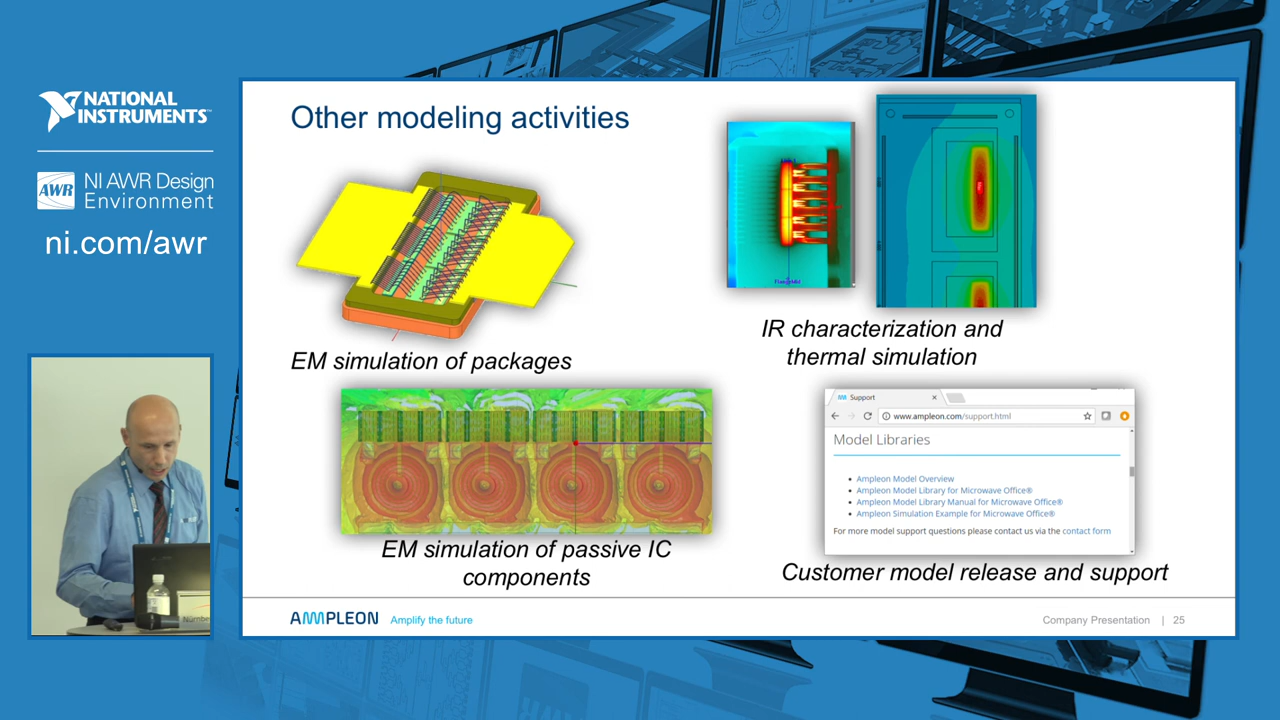 NATIONAL
INSTRUMENTS™
AWR
NI AWR Design
Environment
ni.com/awr
Other modeling activities
EM simulation of packages
IR characterization and
thermal simulation
EM simulation of passive IC
components
Support
www.ampleon.com/support.html
Model Libraries
Ampleon Model Overview
Ampleon Model Library for Microwave Office®
Ampleon Model Library Manual for Microwave Office®
Ampleon Simulation Example for Microwave Office®
For more model support questions please contact us via the contact form
Customer model release and support
AMPLEON Amplify the future
Company Presentation | 25